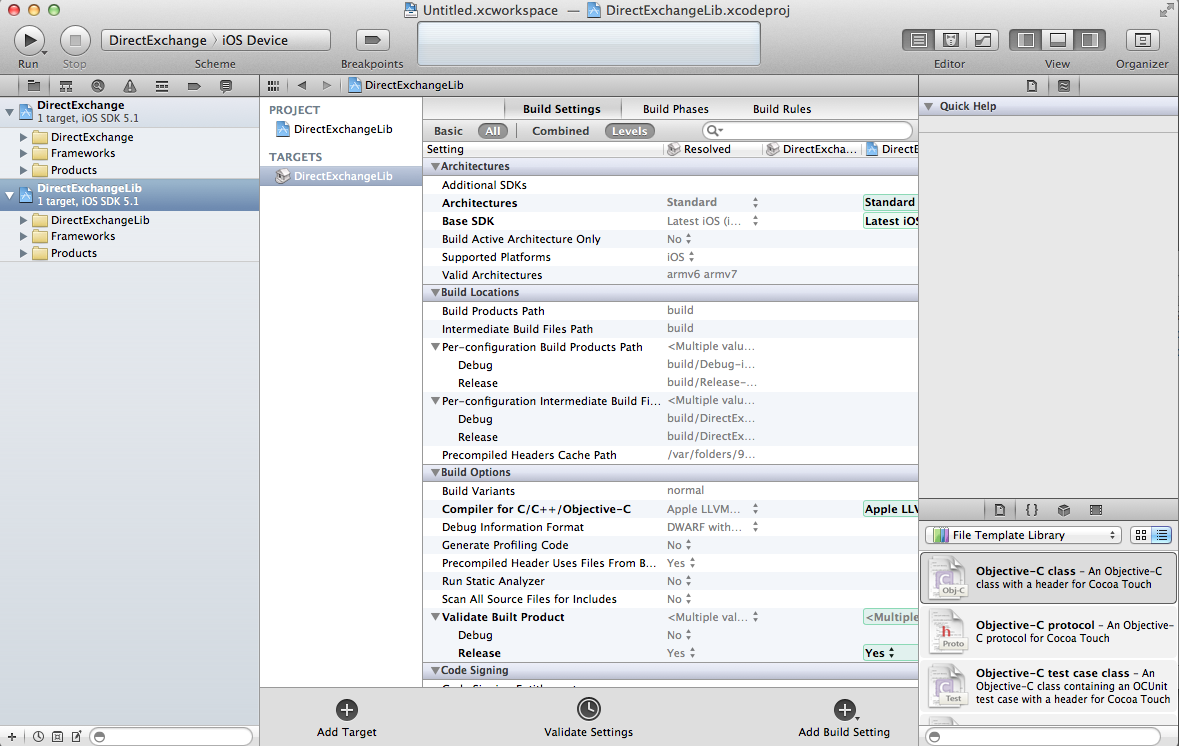 Untitled.xcworkspace — DirectExchangeLib.xcodeproj
Run
Stop
DirectExchange 〉 iOS Device
Scheme
Breakpoints
Editor
View
Organizer
DirectExchangeLib
DirectExchange
1 target, iOS SDK 5.1
DirectExchange
Frameworks
Products
DirectExchangeLib
1 target, iOS SDK 5.1
DirectExchangeLib
Frameworks
Products
PROJECT
DirectExchangeLib
TARGETS
DirectExchangeLib
Build Settings Build Phases Build Rules
Basic All Combined Levels
Setting Resolved DirectExcha... DirectE
Architectures
Additional SDKs
Architectures Standard Standard
Base SDK Latest iOS (i... Latest iOS
Build Active Architecture Only No
Supported Platforms iOS
Valid Architectures armv6 armv7
Build Locations
Build Products Path build
Intermediate Build Files Path build
Per-configuration Build Products Path <Multiple valu...
Debug build/Debug-i...
Release build/Release-...
Per-configuration Intermediate Build Fi... <Multiple valu...
Debug build/DirectEx...
Release build/DirectEx...
Precompiled Headers Cache Path /var/folders/9...
Build Options
Build Variants normal
Compiler for C/C++/Objective-C Apple LLVM... Apple LLV
Debug Information Format DWARF with...
Generate Profiling Code No
Precompiled Header Uses Files From B... Yes
Run Static Analyzer No
Scan All Source Files for Includes No
Validate Built Product <Multiple val... <Multiple
Debug No
Release Yes Yes
Code Signing
Add Target
Validate Settings
Add Build Setting
Quick Help
{ }
File Template Library
Obj-C
Objective-C class – An Objective-C
class with a header for Cocoa Touch
h
Proto
Objective-C protocol – An Objective-
C protocol for Cocoa Touch
C
Test
Objective-C test case class – An
Objective-C class containing an OCUnit
test case with a header for Cocoa Touch